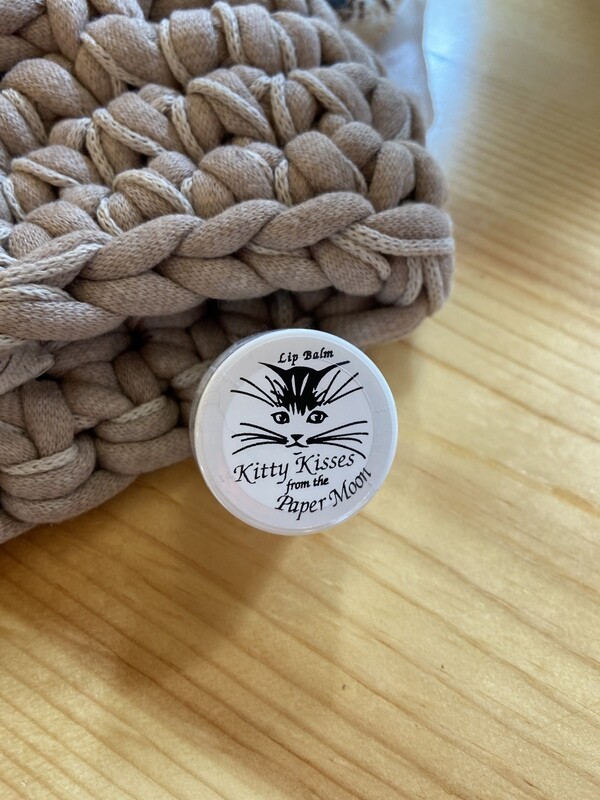 Lip Balm
Kitty Kisses
from the
Paper Moon